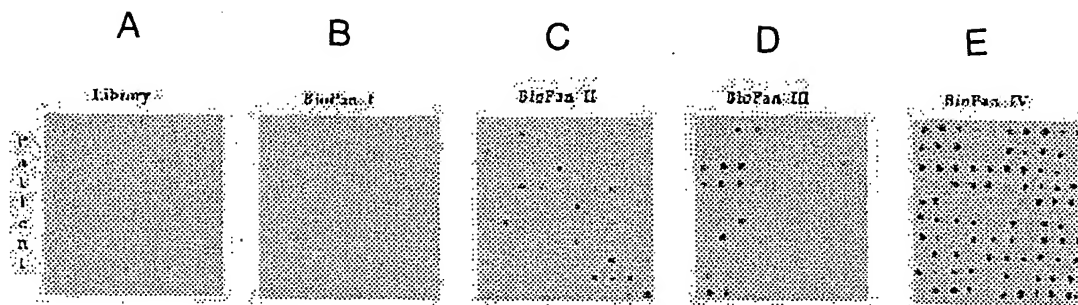 A B C D E
Library BioPan I BioPan II BioPan III BioPan IV
Patient